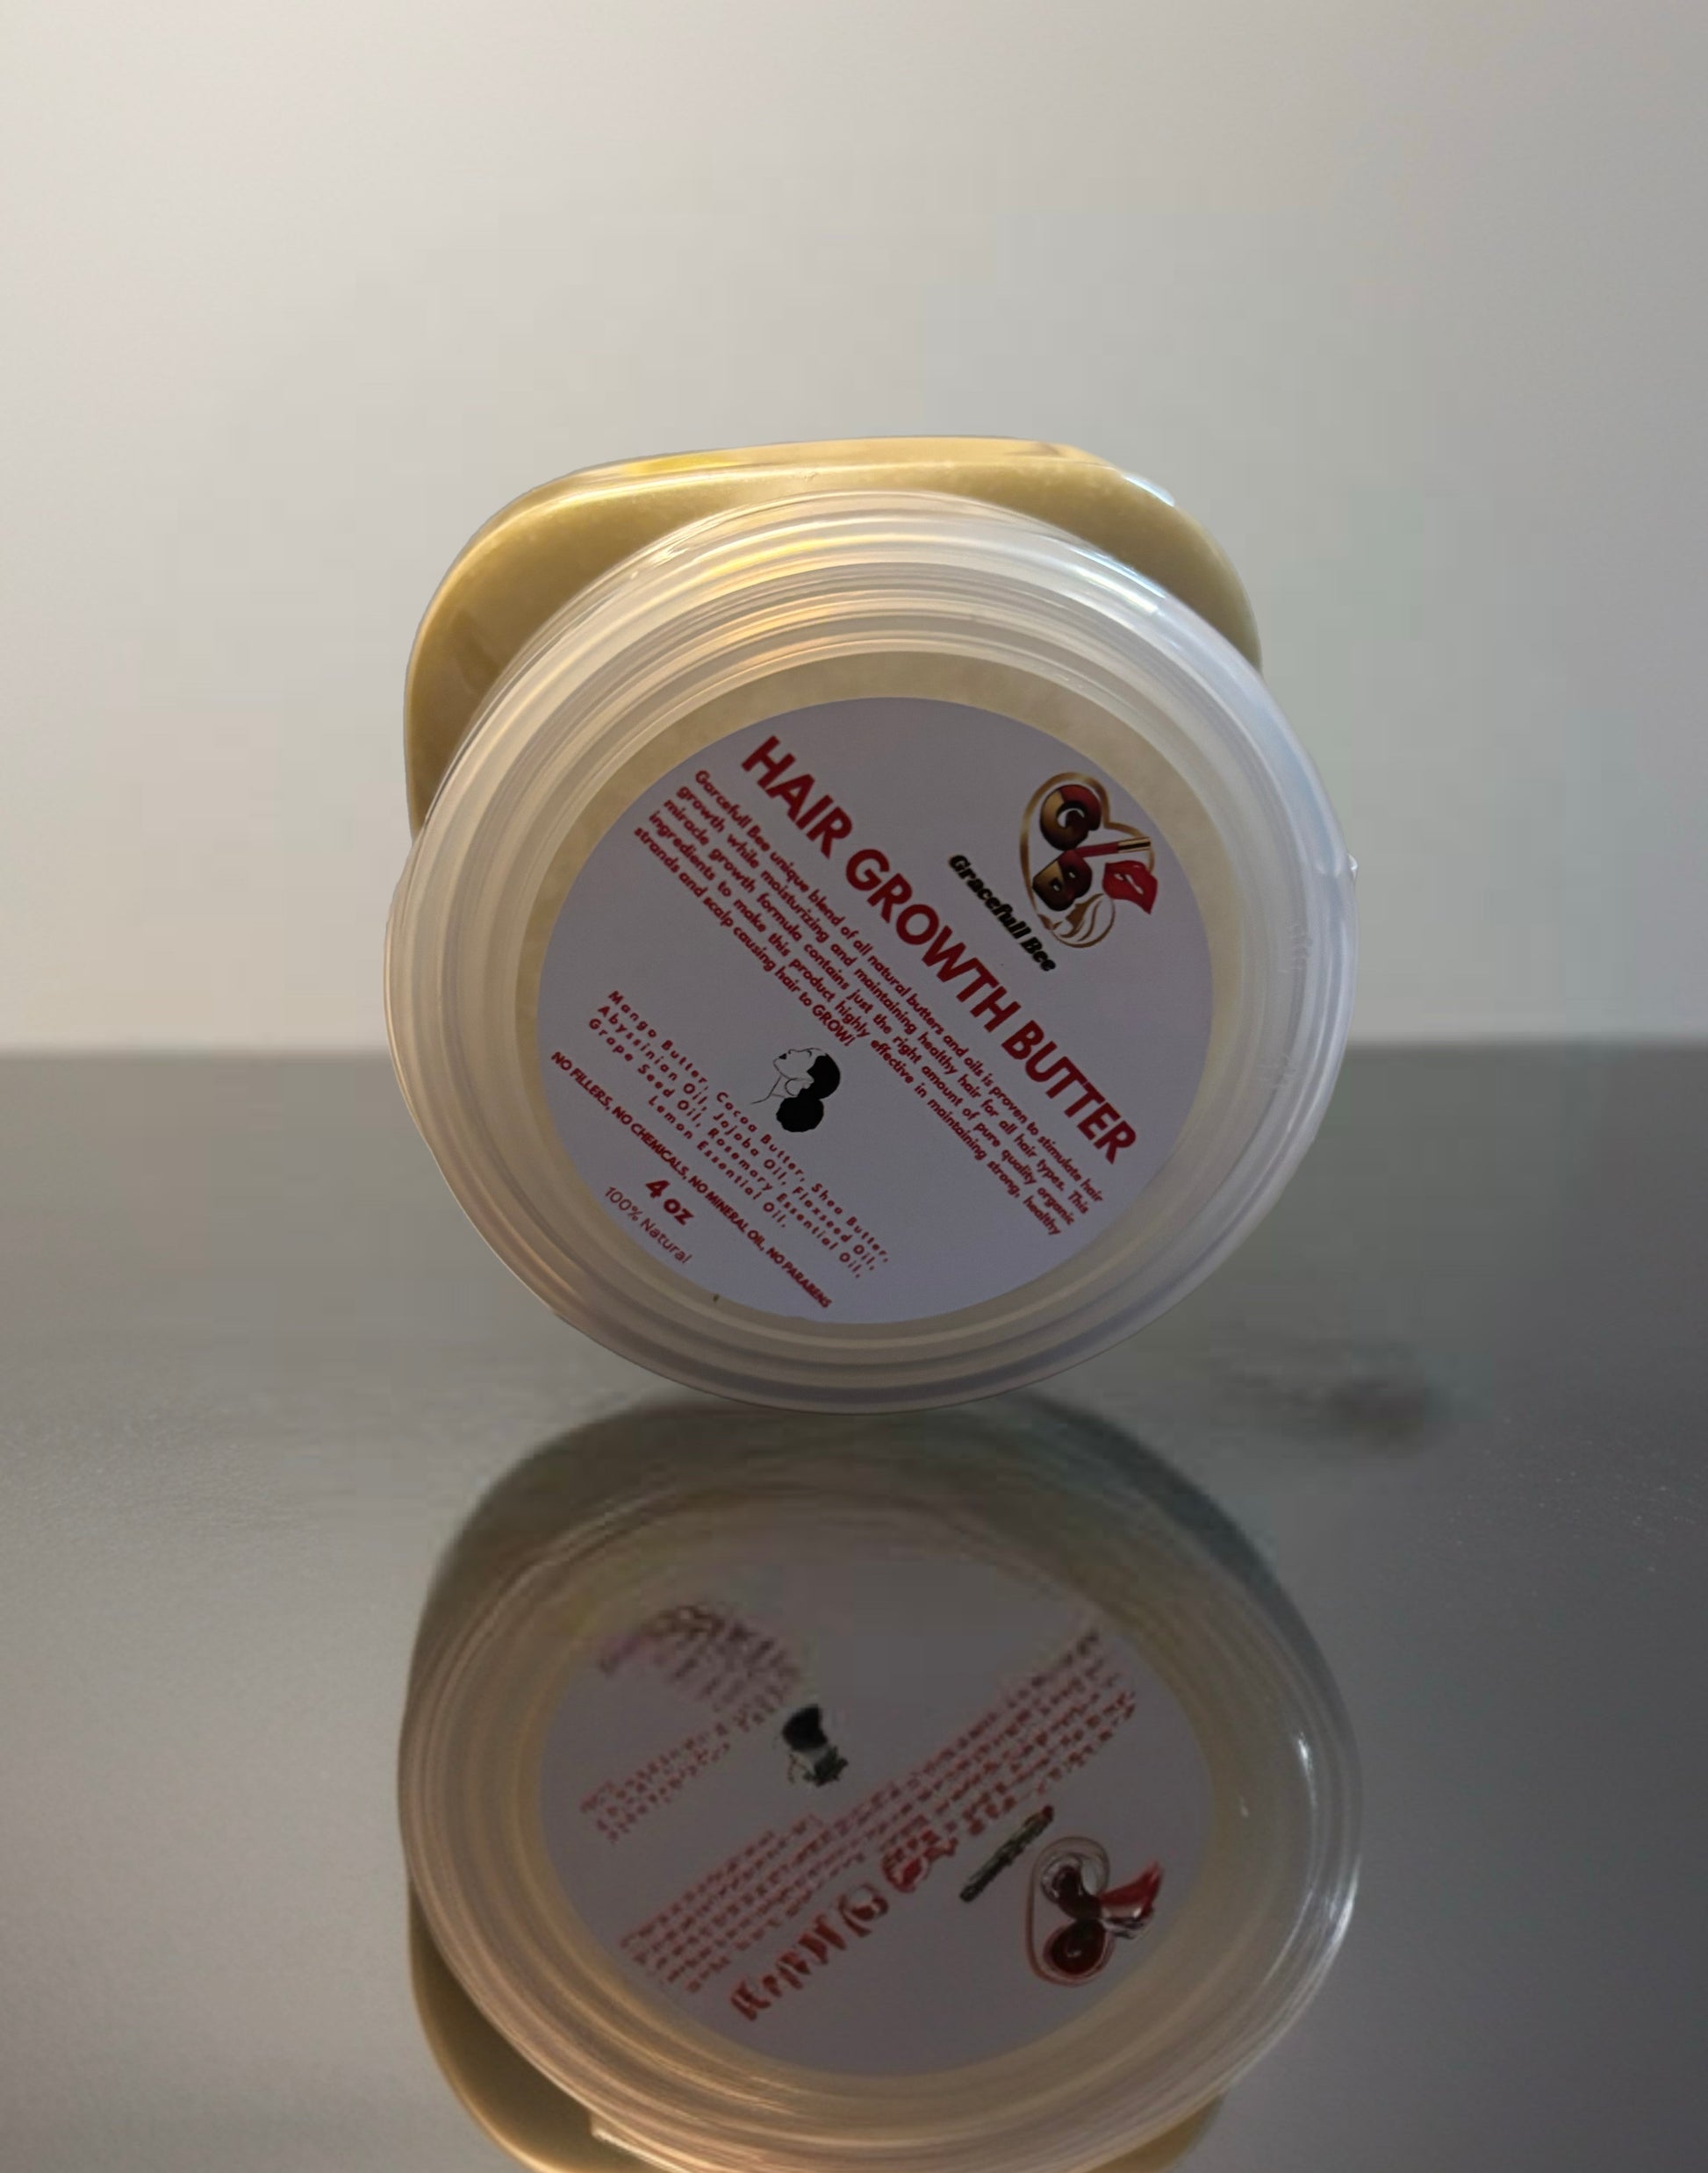 GB
Gracefull Bee
HAIR GROWTH BUTTER
Garcefull Bee unique blend of all natural butters and oils is proven to stimulate hair
growth while moisturizing and maintaining healthy hair for all hair types. This
miracle growth formula contains just the right amount of pure quality organic
ingredients to make this product highly effective in maintaining strong, healthy
strands and scalp causing hair to GROW!
Mango Butter, Cocoa Butter, Shea Butter,
Abyssinian Oil, Jojoba Oil, Flaxseed Oil,
Grape Seed Oil, Rosemary Essential Oil,
Lemon Essential Oil.
NO FILLERS, NO CHEMICALS, NO MINERAL OIL, NO PARABENS
4 oz
100% Natural